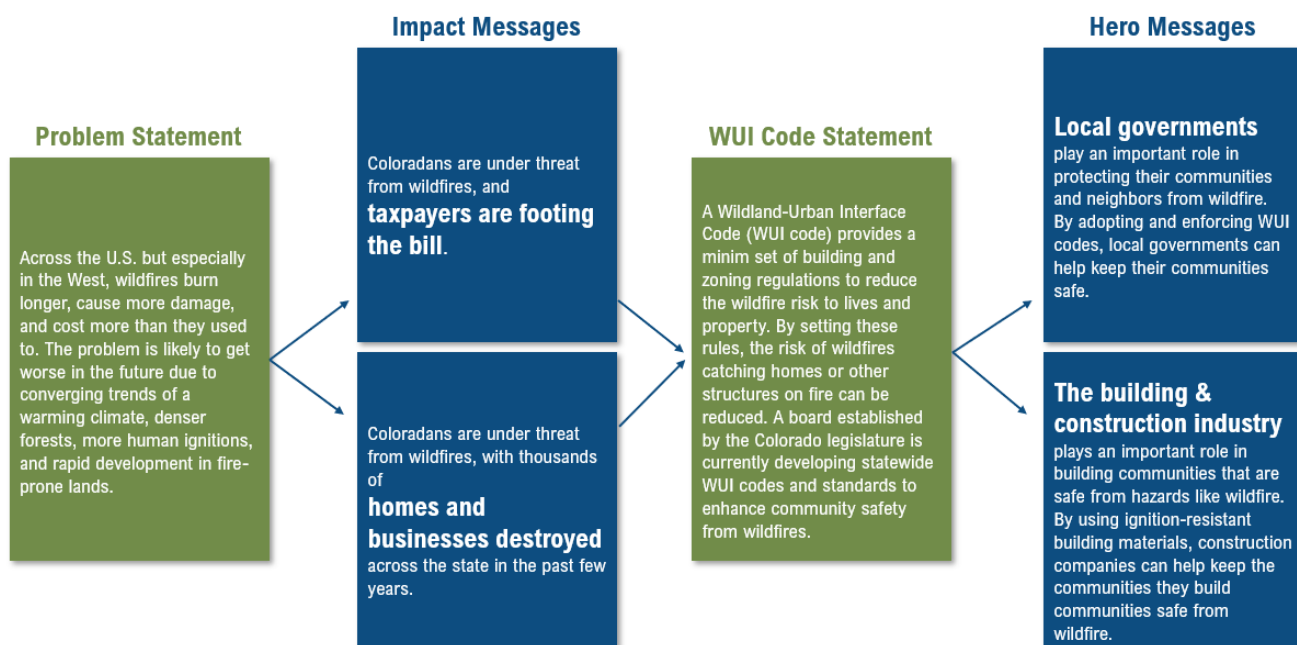 Problem Statement
Across the U.S. but especially
in the West, wildfires burn
longer, cause more damage,
and cost more than they used
to. The problem is likely to get
worse in the future due to
converging trends of a
warming climate, denser
forests, more human ignitions,
and rapid development in fire-
prone lands.
Impact Messages
Coloradans are under threat
from wildfires, and
taxpayers are footing
the bill.
Coloradans are under threat
from wildfires, with thousands
of
homes and
businesses destroyed
across the state in the past few
years.
WUI Code Statement
A Wildland-Urban Interface
Code (WUI code) provides a
minim set of building and
zoning regulations to reduce
the wildfire risk to lives and
property. By setting these
rules, the risk of wildfires
catching homes or other
structures on fire can be
reduced. A board established
by the Colorado legislature is
currently developing statewide
WUI codes and standards to
enhance community safety
from wildfires.
Hero Messages
Local governments
play an important role in
protecting their communities
and neighbors from wildfire.
By adopting and enforcing WUI
codes, local governments can
help keep their communities
safe.
The building &
construction industry
plays an important role in
building communities that are
safe from hazards like wildfire.
By using ignition-resistant
building materials, construction
companies can help keep the
communities they build
communities safe from
wildfire.